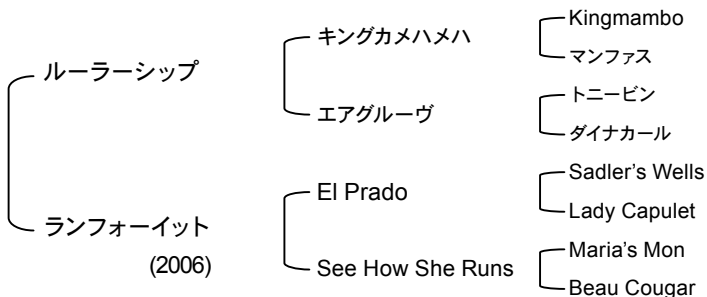 ルーラーシップ
キングカメハメハ
Kingmambo
マンファス
エアグルーヴ
トニービン
ダイナカール
ランフォーイット
(2006)
El Prado
Sadler's Wells
Lady Capulet
See How She Runs
Maria's Mon
Beau Cougar